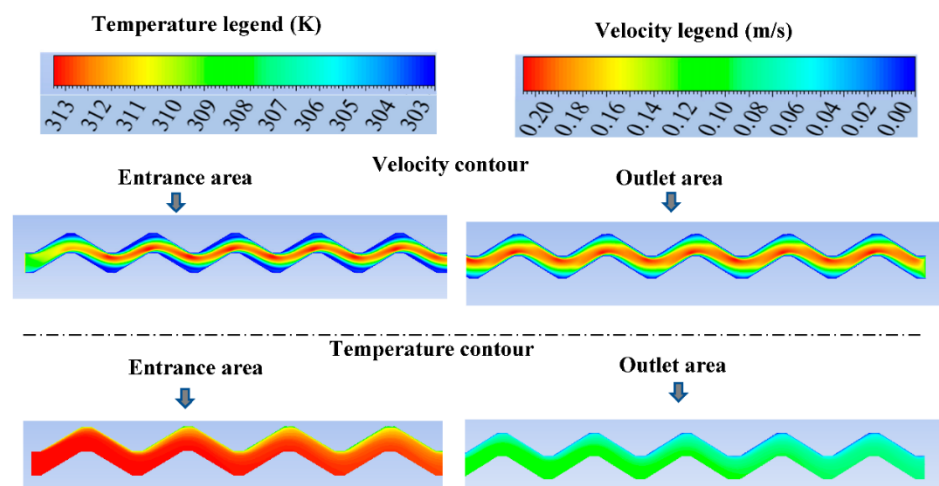 Temperature legend (K)
313 312 311 310 309 308 307 306 305 304 303
Velocity legend (m/s)
0.20 0.18 0.16 0.14 0.12 0.10 0.08 0.06 0.04 0.02 0.00
Velocity contour
Entrance area
Outlet area
Temperature contour
Entrance area
Outlet area